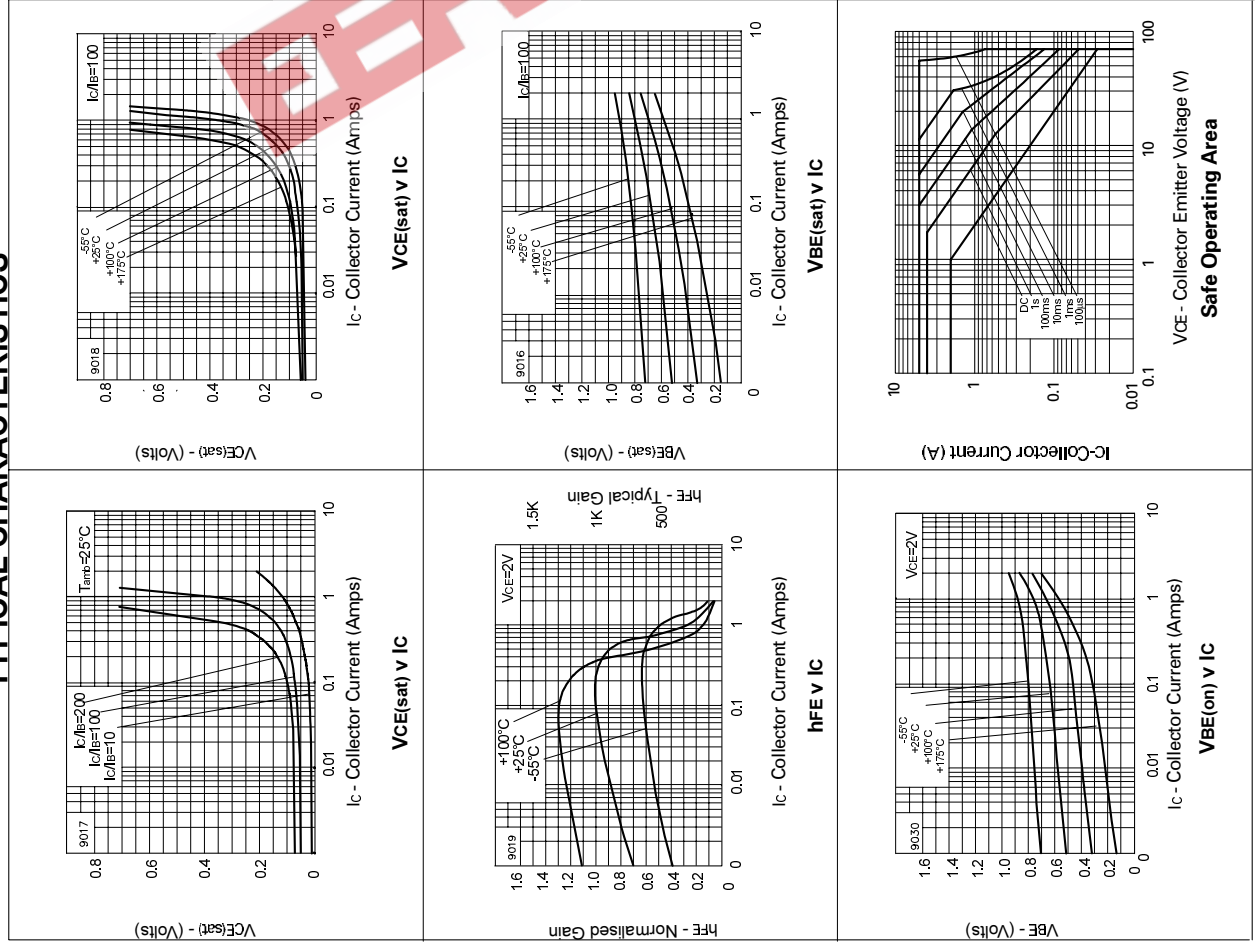 TYPICAL CHARACTERISTICS
9017
Tamb=25°C
IC/IB=200
IC/IB=100
IC/IB=10
VCE(sat) - (Volts)
0.8
0.6
0.4
0.2
0
0.01
0.1
1
10
IC - Collector Current (Amps)
VCE(sat) v IC
9018
IC/IB=100
-55°C
+25°C
+100°C
+175°C
VCE(sat) - (Volts)
0.8
0.4
0.2
0
0.01
0.1
1
10
IC - Collector Current (Amps)
VCE(sat) v IC
9019
VCE=2V
+100°C
+25°C
-55°C
hFE - Normalised Gain
1.6
1.4
1.2
1.0
0.8
0.6
0.4
0.2
0
hFE - Typical Gain
1.5K
1K
500
0
0.01
0.1
1
10
IC - Collector Current (Amps)
hFE v IC
9016
IC/IB=100
-55°C
+25°C
+100°C
+175°C
VBE(sat) - (Volts)
1.6
1.4
1.2
1.0
0.8
0.6
0.4
0.2
0
0.01
0.1
1
10
IC - Collector Current (Amps)
VBE(sat) v IC
9030
VCE=2V
-55°C
+25°C
+100°C
+175°C
VBE - (Volts)
1.6
1.4
1.2
1.0
0.8
0.6
0.4
0.2
0
0
0.01
0.1
1
10
IC - Collector Current (Amps)
VBE(on) v IC
IC-Collector Current (A)
10
1
0.1
0.01
DC
1s
100ms
10ms
1ms
100µs
0.1
1
10
100
VCE - Collector Emitter Voltage (V)
Safe Operating Area